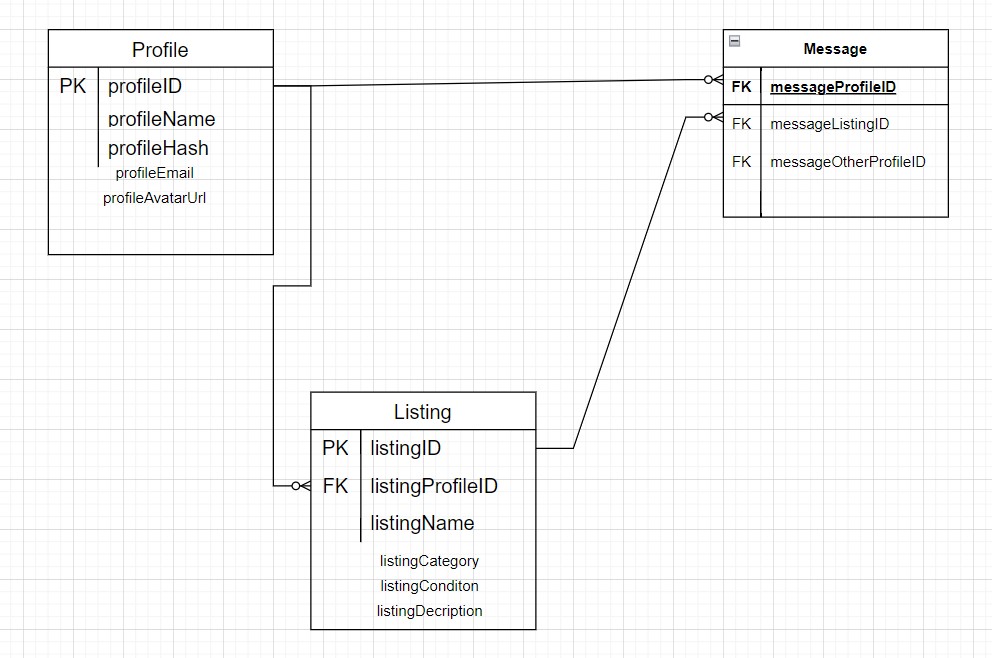 Profile
PK profileID
profileName
profileHash
profileEmail
profileAvatarUrl
Message
FK messageProfileID
FK messageListingID
FK messageOtherProfileID
Listing
PK listingID
FK listingProfileID
listingName
listingCategory
listingConditon
listingDecription